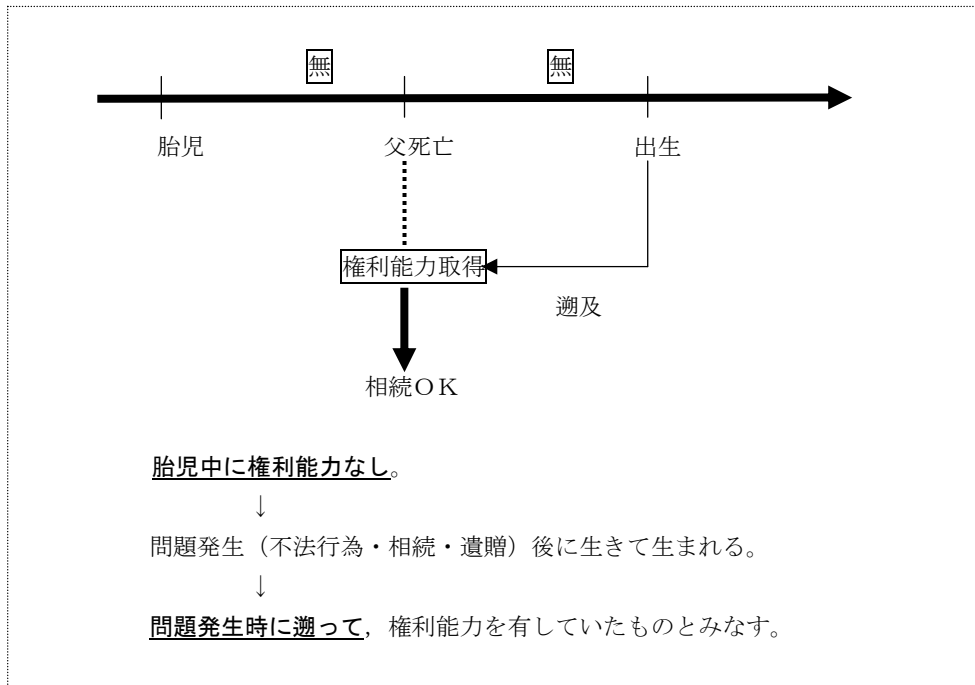 無 無
胎児 父死亡 出生
権利能力取得
遡及
相続ＯＫ
胎児中に権利能力なし。
↓
問題発生（不法行為・相続・遺贈）後に生きて生まれる。
↓
問題発生時に遡って，権利能力を有していたものとみなす。